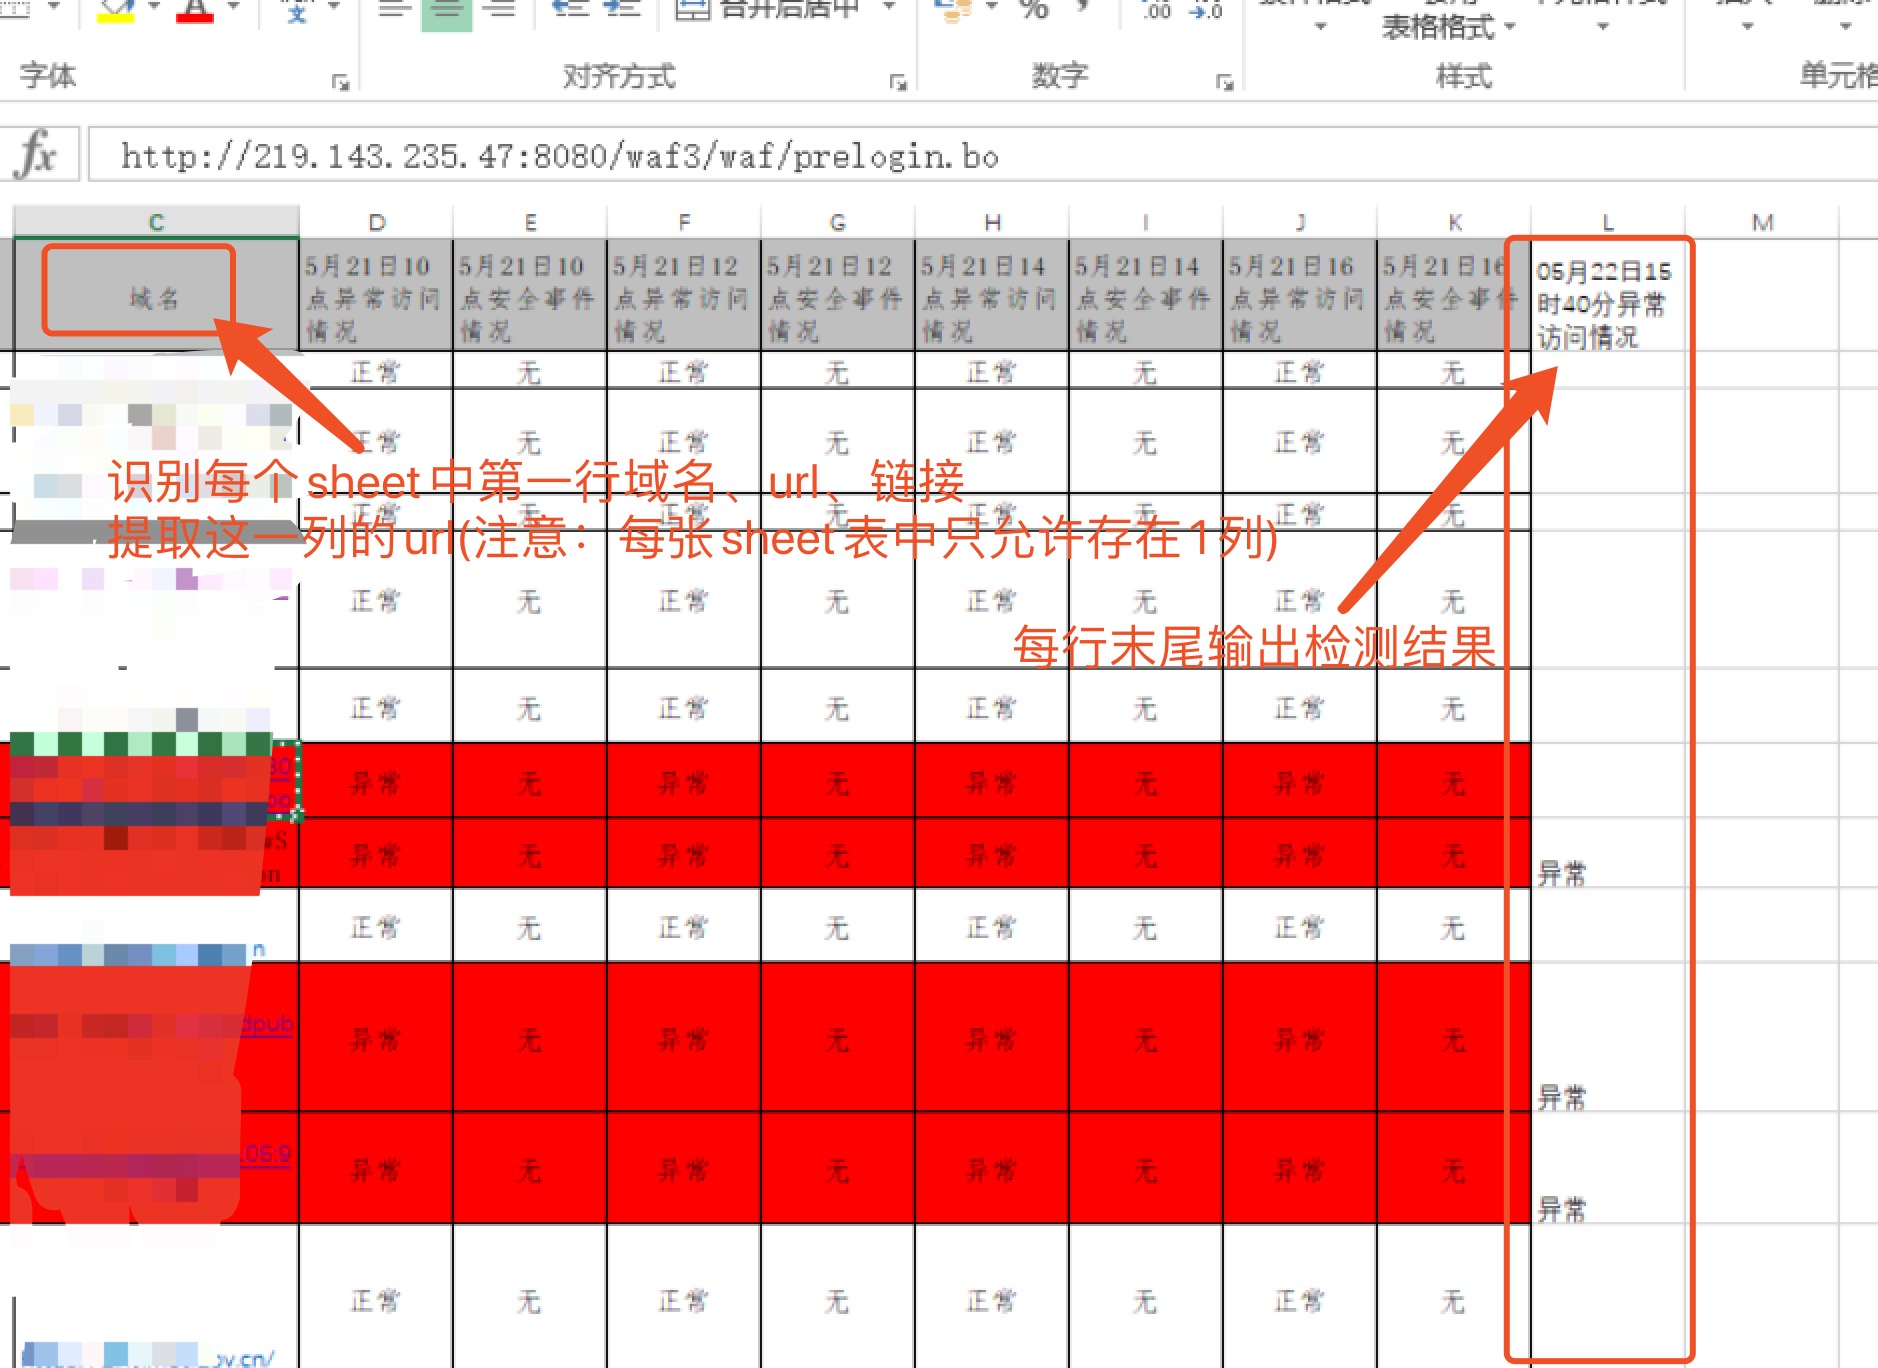 合并后居中
%
.00
.00
→.0
表格格式
字体
对齐方式
数字
样式
单元格
fx
http://219.143.235.47:8080/waf3/waf/prelogin.bo
C D E F G H I J K L M
域名
5月21日10点异常访问情况
5月21日10点安全事件情况
5月21日12点异常访问情况
5月21日12点安全事件情况
5月21日14点异常访问情况
5月21日14点安全事件情况
5月21日16点异常访问情况
5月21日16点安全事件情况
05月22日15时40分异常访问情况
正常 无 正常 无 正常 无 正常 无
正常 无 正常 无 正常 无 正常 无
识别每个sheet中第一行域名、url、链接
正常 无 正常 无 正常 无 正常 无
提取这一列的url(注意：每张sheet表中只允许存在1列)
正常 无 正常 无 正常 无 正常 无
每行末尾输出检测结果
正常 无 正常 无 正常 无 正常 无
异常 无 异常 无 异常 无 异常 无
异常 无 异常 无 异常 无 异常 无 异常
正常 无 正常 无 正常 无 正常 无
dpub
异常 无 异常 无 异常 无 异常 无 异常
05:9
异常 无 异常 无 异常 无 异常 无 异常
正常 无 正常 无 正常 无 正常 无
ov.cn/